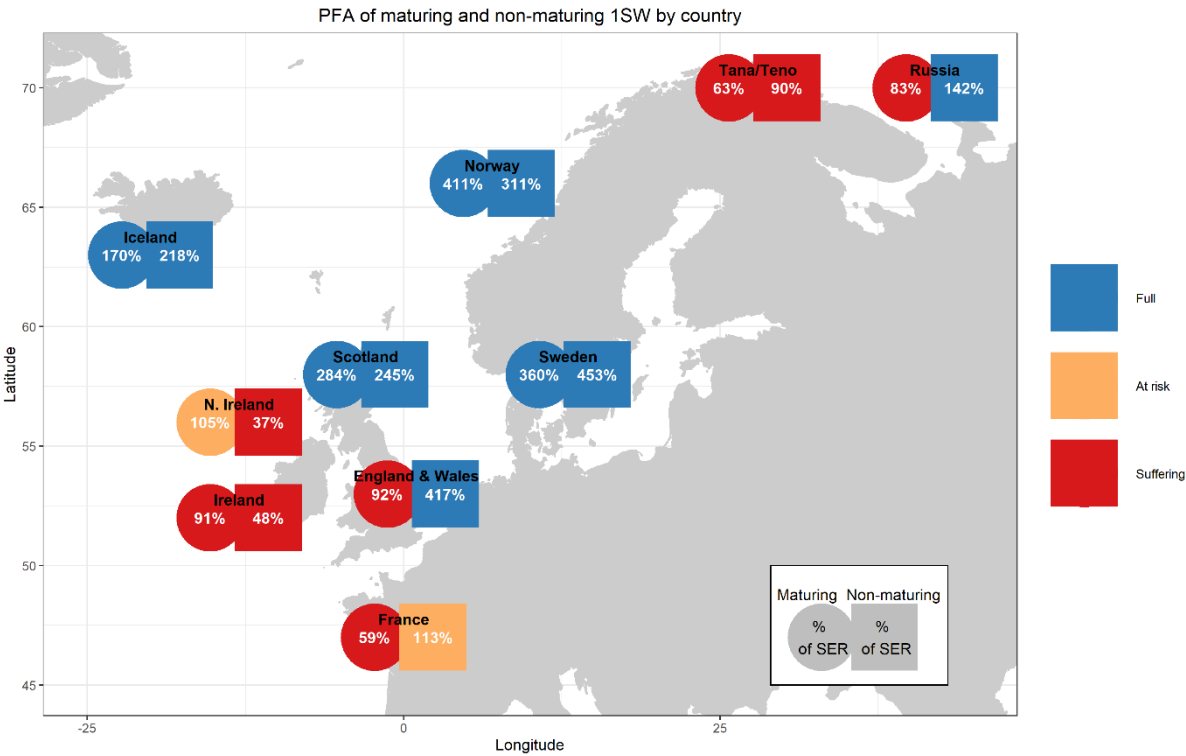 PFA of maturing and non-maturing 1SW by country
Tana/Teno
63% 90%
Russia
83% 142%
Norway
411% 311%
Iceland
170% 218%
Scotland
284% 245%
Sweden
360% 453%
N. Ireland
105% 37%
England & Wales
92% 417%
Ireland
91% 48%
France
59% 113%
Maturing Non-maturing
% %
of SER of SER
Full
At risk
Suffering
70
65
60
55
50
45
Latitude
-25 0 25
Longitude